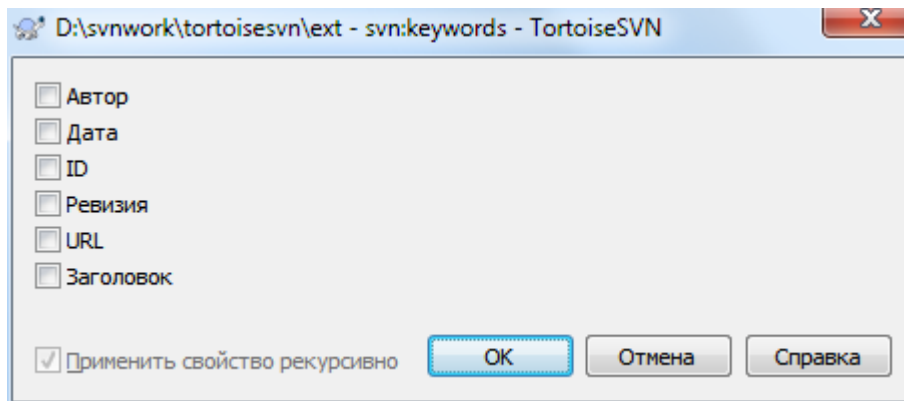 D:\svnwork\tortoisesvn\ext - svn:keywords - TortoiseSVN
Автор
Дата
ID
Ревизия
URL
Заголовок
Применить свойство рекурсивно OK Отмена Справка